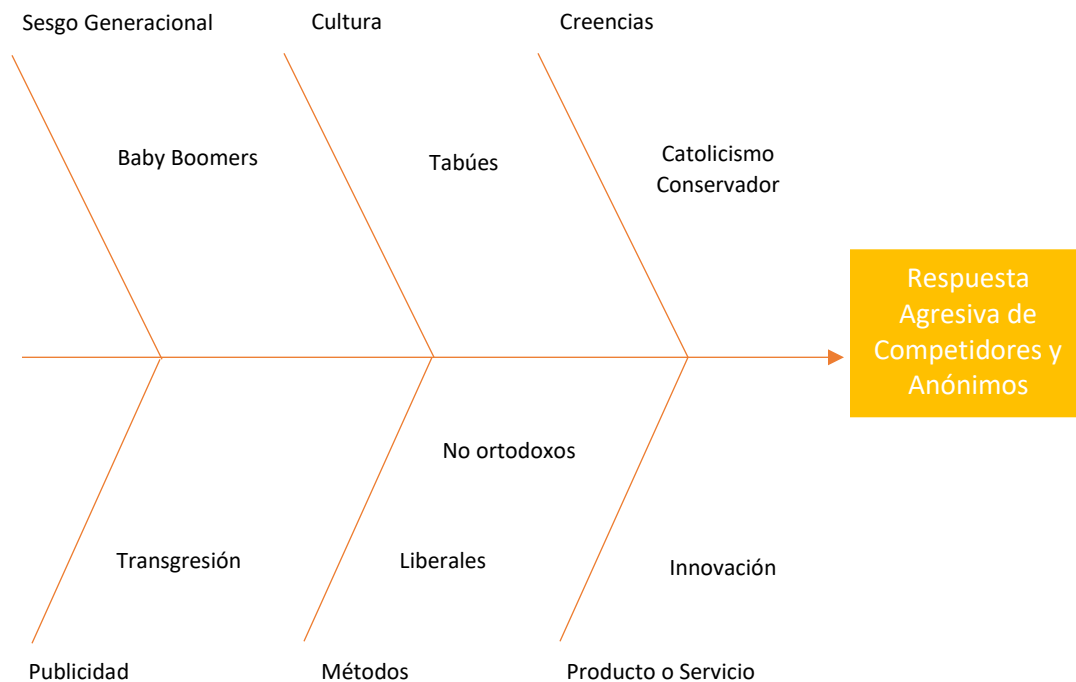 Sesgo Generacional
Cultura
Creencias
Baby Boomers
Tabúes
Catolicismo
Conservador
Respuesta
Agresiva de
Competidores y
Anónimos
No ortodoxos
Transgresión
Liberales
Innovación
Publicidad
Métodos
Producto o Servicio